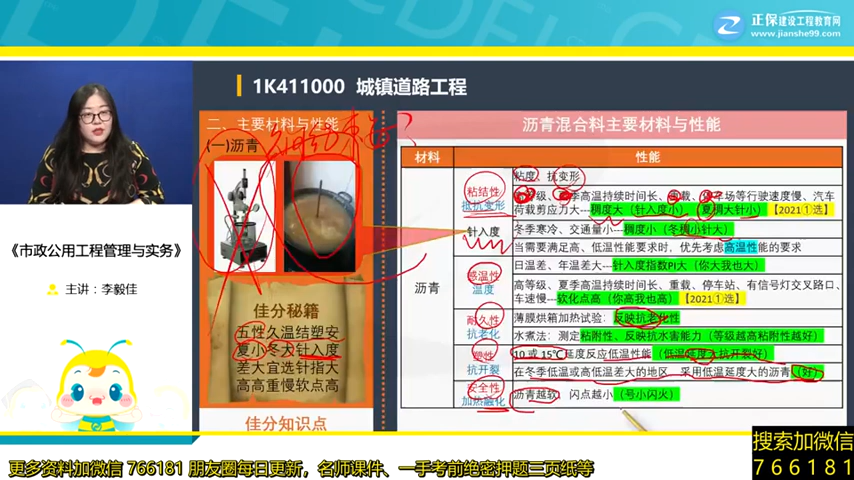 正保建设工程教育网
www.jianshe99.com
1K411000 城镇道路工程
二、主要材料与性能
(一)沥青
佳分秘籍
五性久温结塑安
夏小冬大针入度
差大宜选针指大
高高重慢软点高
佳分知识点
沥青混合料主要材料与性能
材料
性能
沥青
粘结性
抵抗变形
针入度
粘度、抗变形
级、夏季高温持续时间长、重载、停车场等行驶速度慢、汽车
荷载剪应力大---稠度大（针入度小）（夏稠大针小）【2021①选】
冬季寒冷、交通量小---稠度小（冬稠小针大）
当需要满足高、低温性能要求时，优先考虑高温性能的要求
感温性
温度
日温差、年温差大---针入度指数PI大（你大我也大）
高等级、夏季高温持续时间长、重载、停车站、有信号灯交叉路口、
车速慢---软化点高（你高我也高）【2021①选】
耐久性
抗老化
薄膜烘箱加热试验：反映抗老化性
水煮法：测定粘附性、反映抗水害能力（等级越高粘附性越好）
塑性
抗开裂
10 或 15℃延度反应低温性能（低温延度大抗开裂好）
在冬季低温或高低温差大的地区，采用低温延度大的沥青（好）
安全性
加热融化
沥青越软 闪点越小（号小闪火）
《市政公用工程管理与实务》
主讲：李毅佳
搜索加微信
766181
更多资料加微信 766181 朋友圈每日更新，名师课件、一手考前绝密押题三页纸等